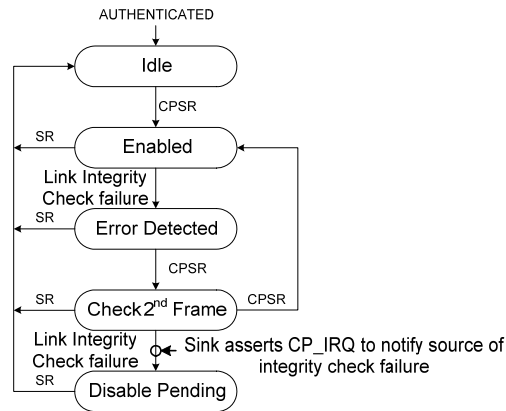 AUTHENTICATED
Idle
CPSR
SR
Enabled
Link Integrity
Check failure
SR
Error Detected
CPSR
SR
Check 2nd Frame
CPSR
Link Integrity
Check failure
Sink asserts CP_IRQ to notify source of
integrity check failure
SR
Disable Pending